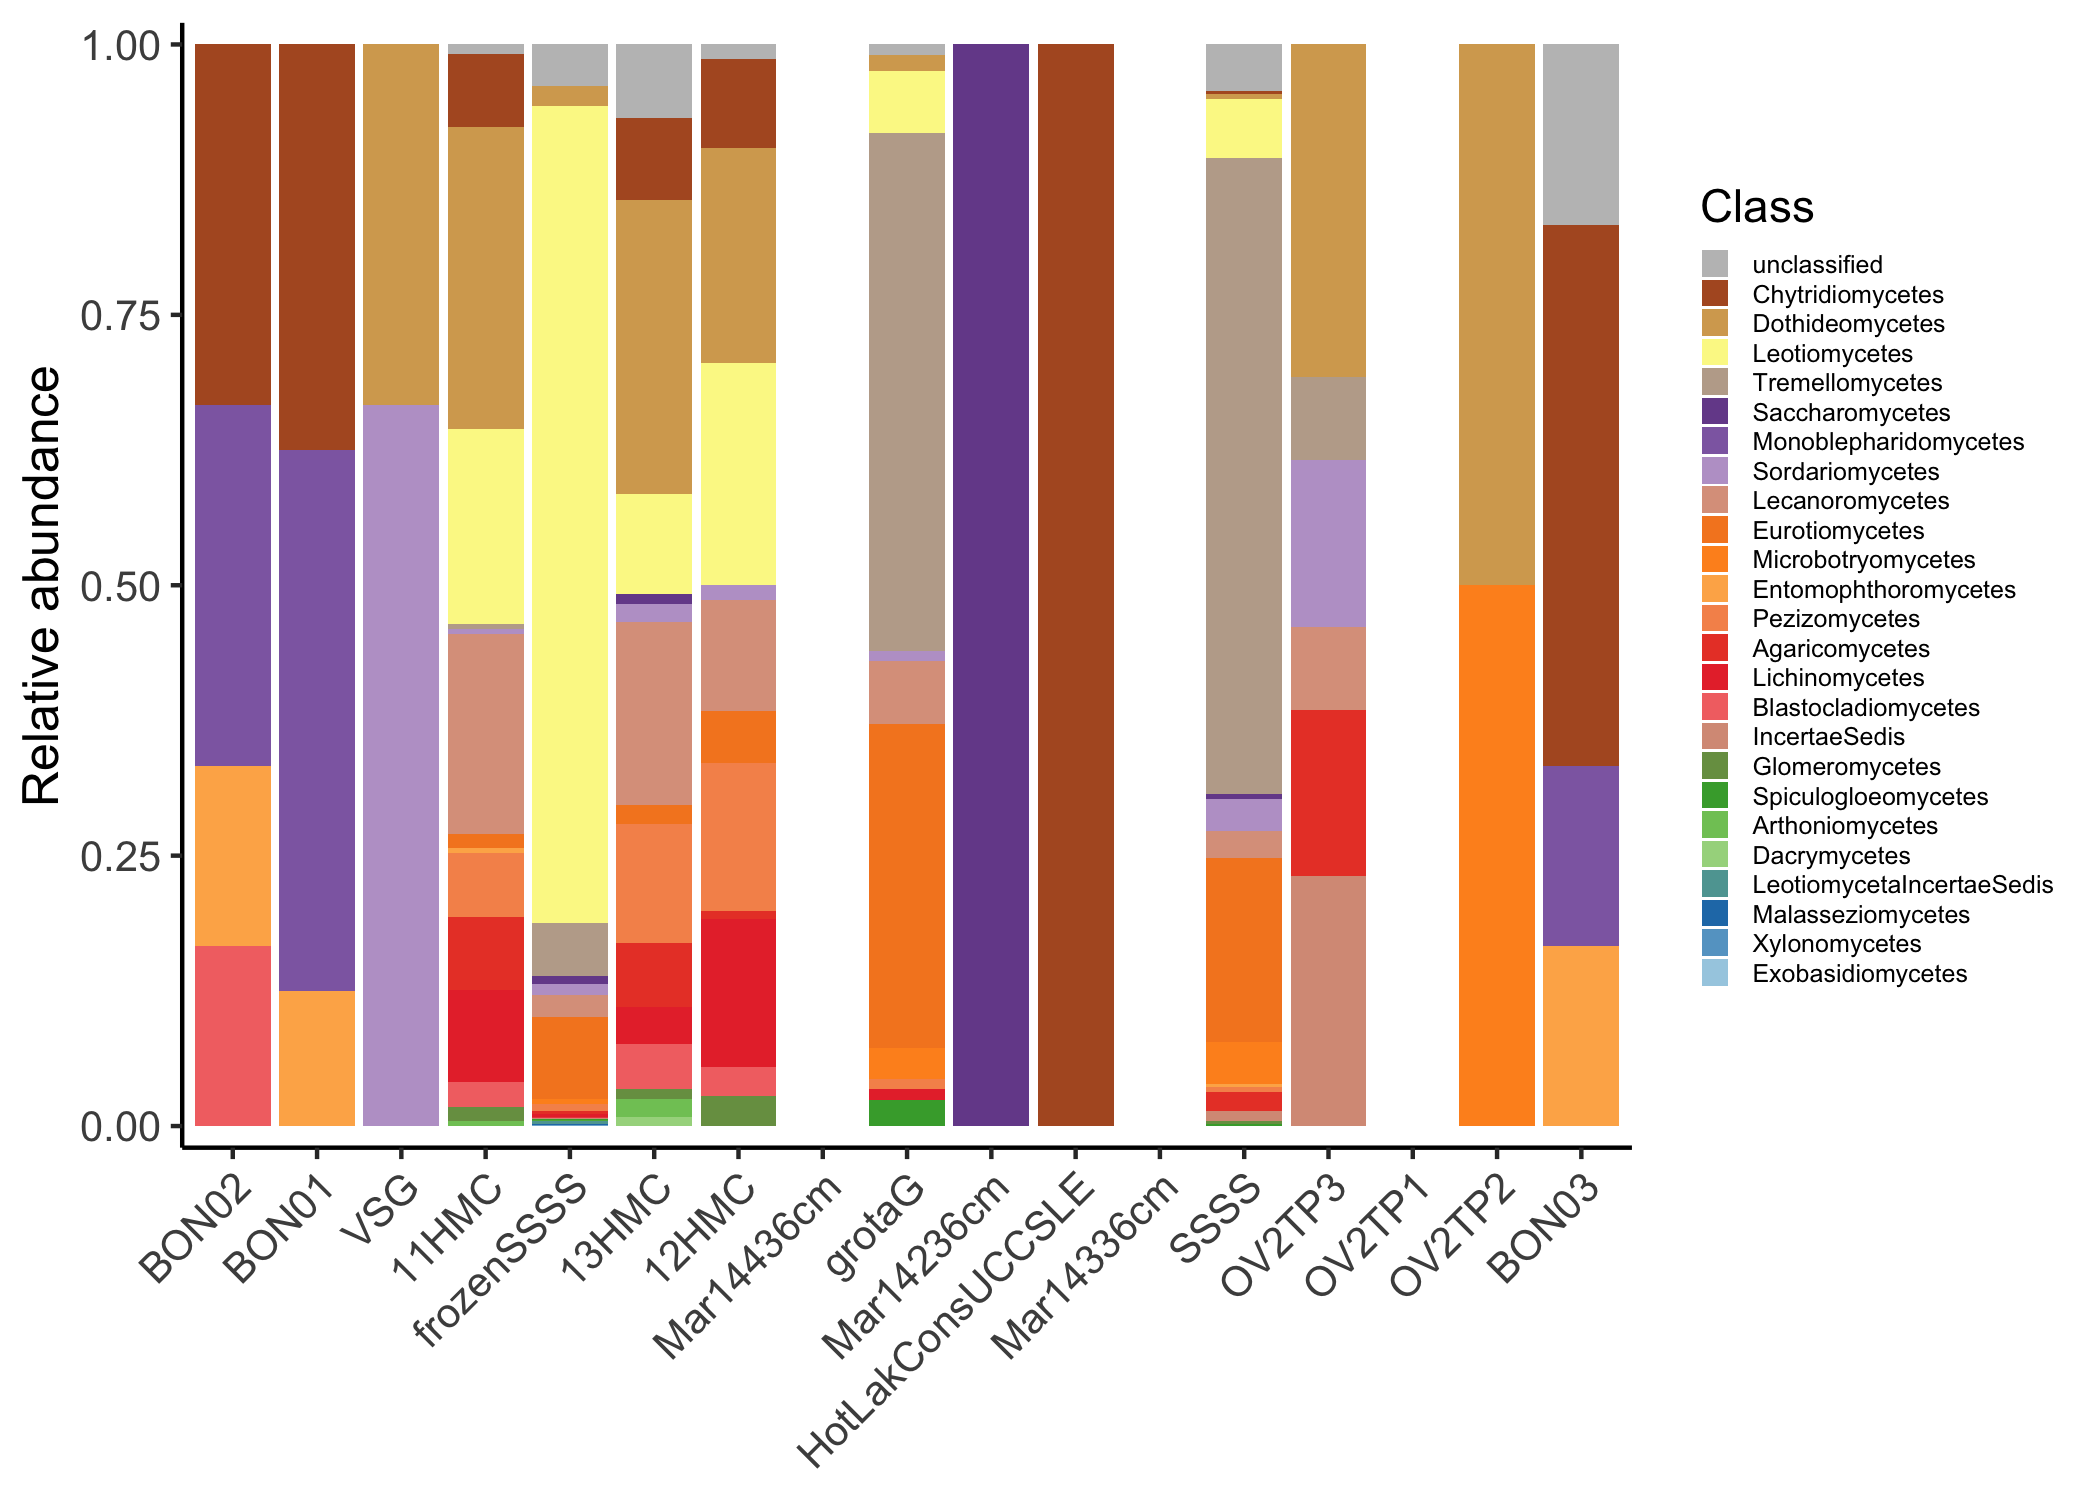 1.00
0.75
0.50
0.25
0.00
Relative abundance
BON02
BON01
VSG
11HMC
frozenSSS
13HMC
12HMC
Mar14436cm
grotaG
Mar14236cm
HotLakConsUCCSLE
Mar14336cm
SSSS
OV2TP3
OV2TP1
OV2TP2
BON03
Class
unclassified
Chytridiomycetes
Dothideomycetes
Leotiomycetes
Tremellomycetes
Saccharomycetes
Monoblepharidomycetes
Sordariomycetes
Lecanoromycetes
Eurotiomycetes
Microbotryomycetes
Entomophthoromycetes
Pezizomycetes
Agaricomycetes
Lichinomycetes
Blastocladiomycetes
IncertaeSedis
Glomeromycetes
Spiculogloeomycetes
Arthoniomycetes
Dacrymycetes
LeotiomycetaIncertaeSedis
Malasseziomycetes
Xylonomycetes
Exobasidiomycetes